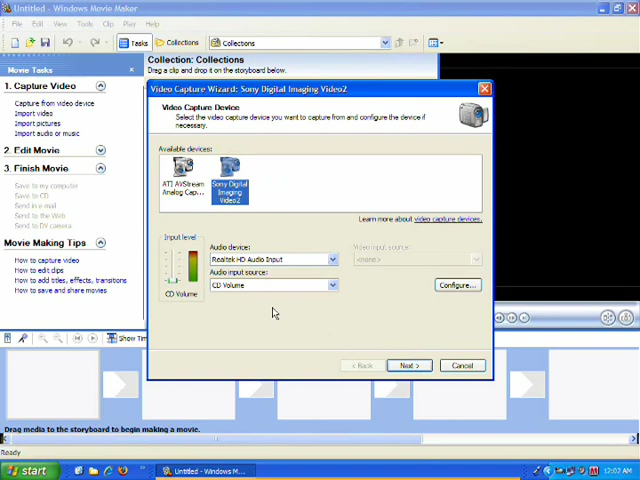 Untitled - Windows Movie Maker
File Edit View Tools Clip Play Help
Tasks Collections Collections
Movie Tasks
Collection: Collections
Drag a clip and drop it on the storyboard below.
1. Capture Video
Capture from video device
Import video
Import pictures
Import audio or music
2. Edit Movie
3. Finish Movie
Save to my computer
Save to CD
Send in e-mail
Send to the Web
Send to DV camera
Movie Making Tips
How to capture video
How to edit clips
How to add titles, effects, transitions
How to save and share movies
Video Capture Wizard: Sony Digital Imaging Video2
Video Capture Device
Select the video capture device you want to capture from and configure the device if
necessary.
Available devices:
ATI AVStream
Analog Cap...
Sony Digital
Imaging
Video2
Learn more about video capture devices.
Input level
CD Volume
Audio device:
Realtek HD Audio Input
Audio input source:
CD Volume
Video input source:
<none>
Configure...
< Back Next > Cancel
Show Tim
Drag media to the storyboard to begin making a movie.
Ready
start Untitled - Windows M... 12:02 AM